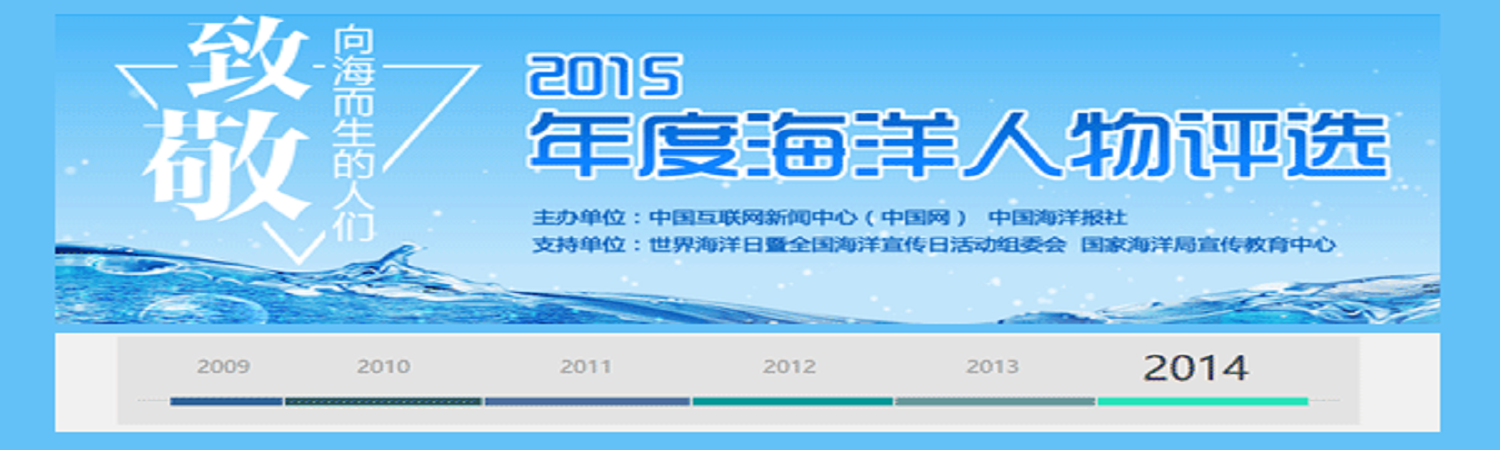 致敬
向海而生的人们
2015
年度海洋人物评选
主办单位：中国互联网新闻中心（中国网） 中国海洋报社
支持单位：世界海洋日暨全国海洋宣传日活动组委会 国家海洋局宣传教育中心
2009 2010 2011 2012 2013 2014